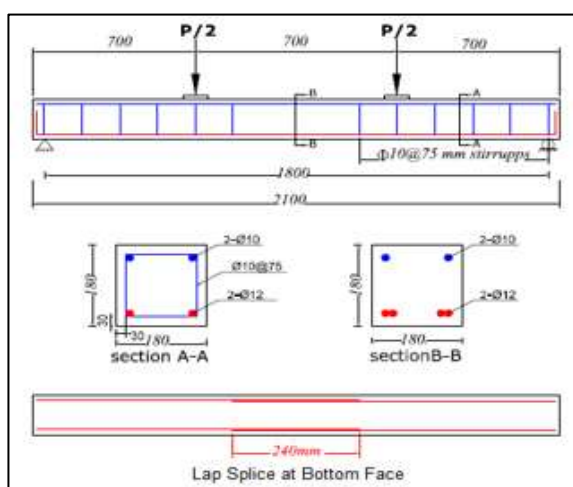 P/2 P/2
700 700 700
B A
B A
Φ10@75 mm stirrupps
1800
2100
2-Ø10 2-Ø10
Ø10@75
180 180
2-Ø12 2-Ø12
30
30
180 180
section A-A sectionB-B
240mm
Lap Splice at Bottom Face